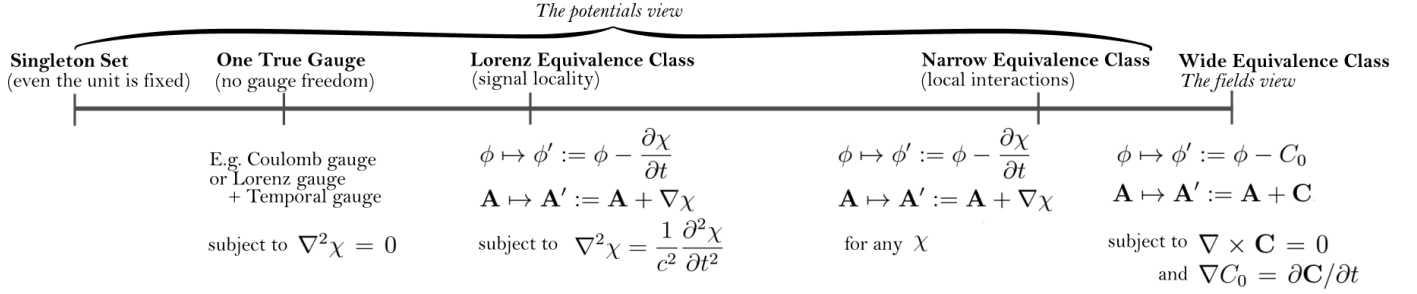 The potentials view
Singleton Set
(even the unit is fixed)
One True Gauge
(no gauge freedom)
E.g. Coulomb gauge
or Lorenz gauge
+ Temporal gauge
subject to ∇²χ = 0
Lorenz Equivalence Class
(signal locality)
ϕ ↦ ϕ′ := ϕ − ∂χ/∂t
𝐀 ↦ 𝐀′ := 𝐀 + ∇χ
subject to ∇²χ = 1/c² ∂²χ/∂t²
Narrow Equivalence Class
(local interactions)
ϕ ↦ ϕ′ := ϕ − ∂χ/∂t
𝐀 ↦ 𝐀′ := 𝐀 + ∇χ
for any χ
Wide Equivalence Class
The fields view
ϕ ↦ ϕ′ := ϕ − C₀
𝐀 ↦ 𝐀′ := 𝐀 + 𝐂
subject to ∇ × 𝐂 = 0
and ∇C₀ = ∂𝐂/∂t